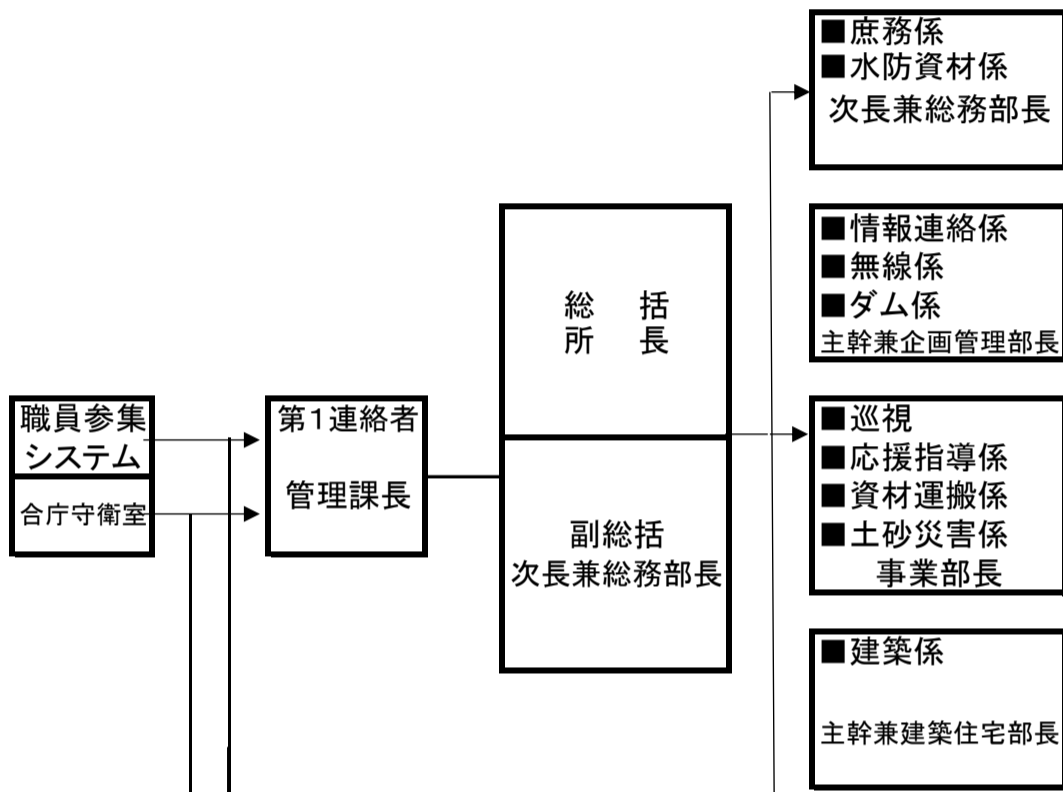 職員参集
システム
合庁守衛室
第１連絡者
管理課長
総　括
所　長
副総括
次長兼総務部長
■庶務係
■水防資材係
次長兼総務部長
■情報連絡係
■無線係
■ダム係
主幹兼企画管理部長
■巡視
■応援指導係
■資材運搬係
■土砂災害係
事業部長
■建築係
主幹兼建築住宅部長